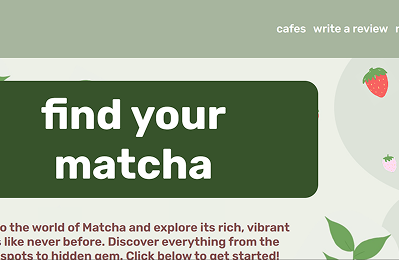 cafes write a review
find your
matcha
o the world of Matcha and explore its rich, vibrant
like never before. Discover everything from the
spots to hidden gem. Click below to get started!